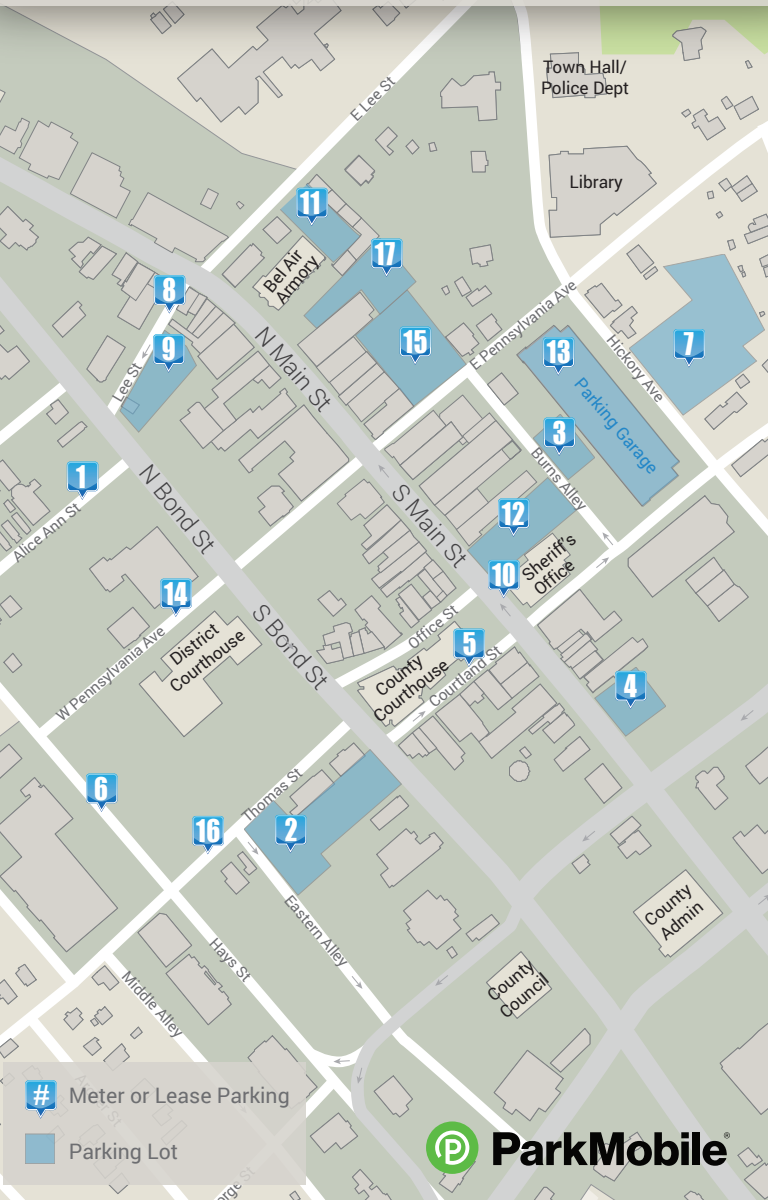 E Lee St
Town Hall/
Police Dept
Library
11
Bel Air
Armory
17
8
E Pennsylvania Ave
N Main St
9
15
13
7
Hickory Ave
Lee St
Parking Garage
3
1
N Bond St
S Main St
Burns Alley
12
Alice Ann St
10
Sheriff's
Office
14
S Bond St
Office St
District
Courthouse
5
W Pennsylvania Ave
County
Courthouse
Courtland St
4
6
Thomas St
16
2
County
Admin
Eastern Alley
Hays St
County
Council
Middle Alley
# Meter or Lease Parking
Parking Lot
ParkMobile®